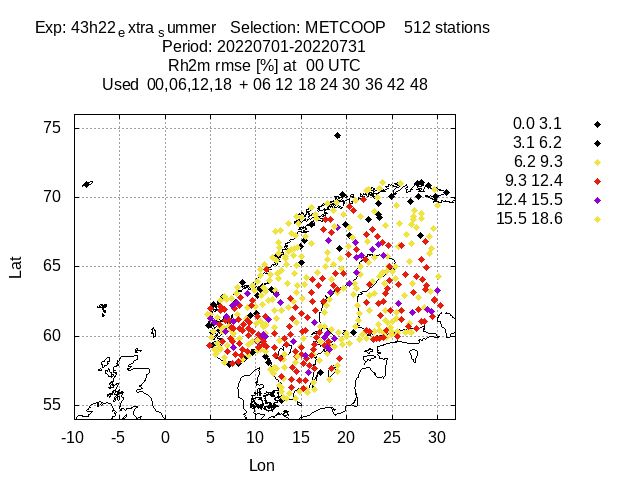 Exp: 43h22extrasummer   Selection: METCOOP    512 stations
Period: 20220701-20220731
Rh2m rmse [%] at  00 UTC
Used  00,06,12,18  + 06 12 18 24 30 36 42 48
0.0 3.1
3.1 6.2
6.2 9.3
9.3 12.4
12.4 15.5
15.5 18.6
75
70
65
60
55
Lat
-10 -5 0 5 10 15 20 25 30
Lon